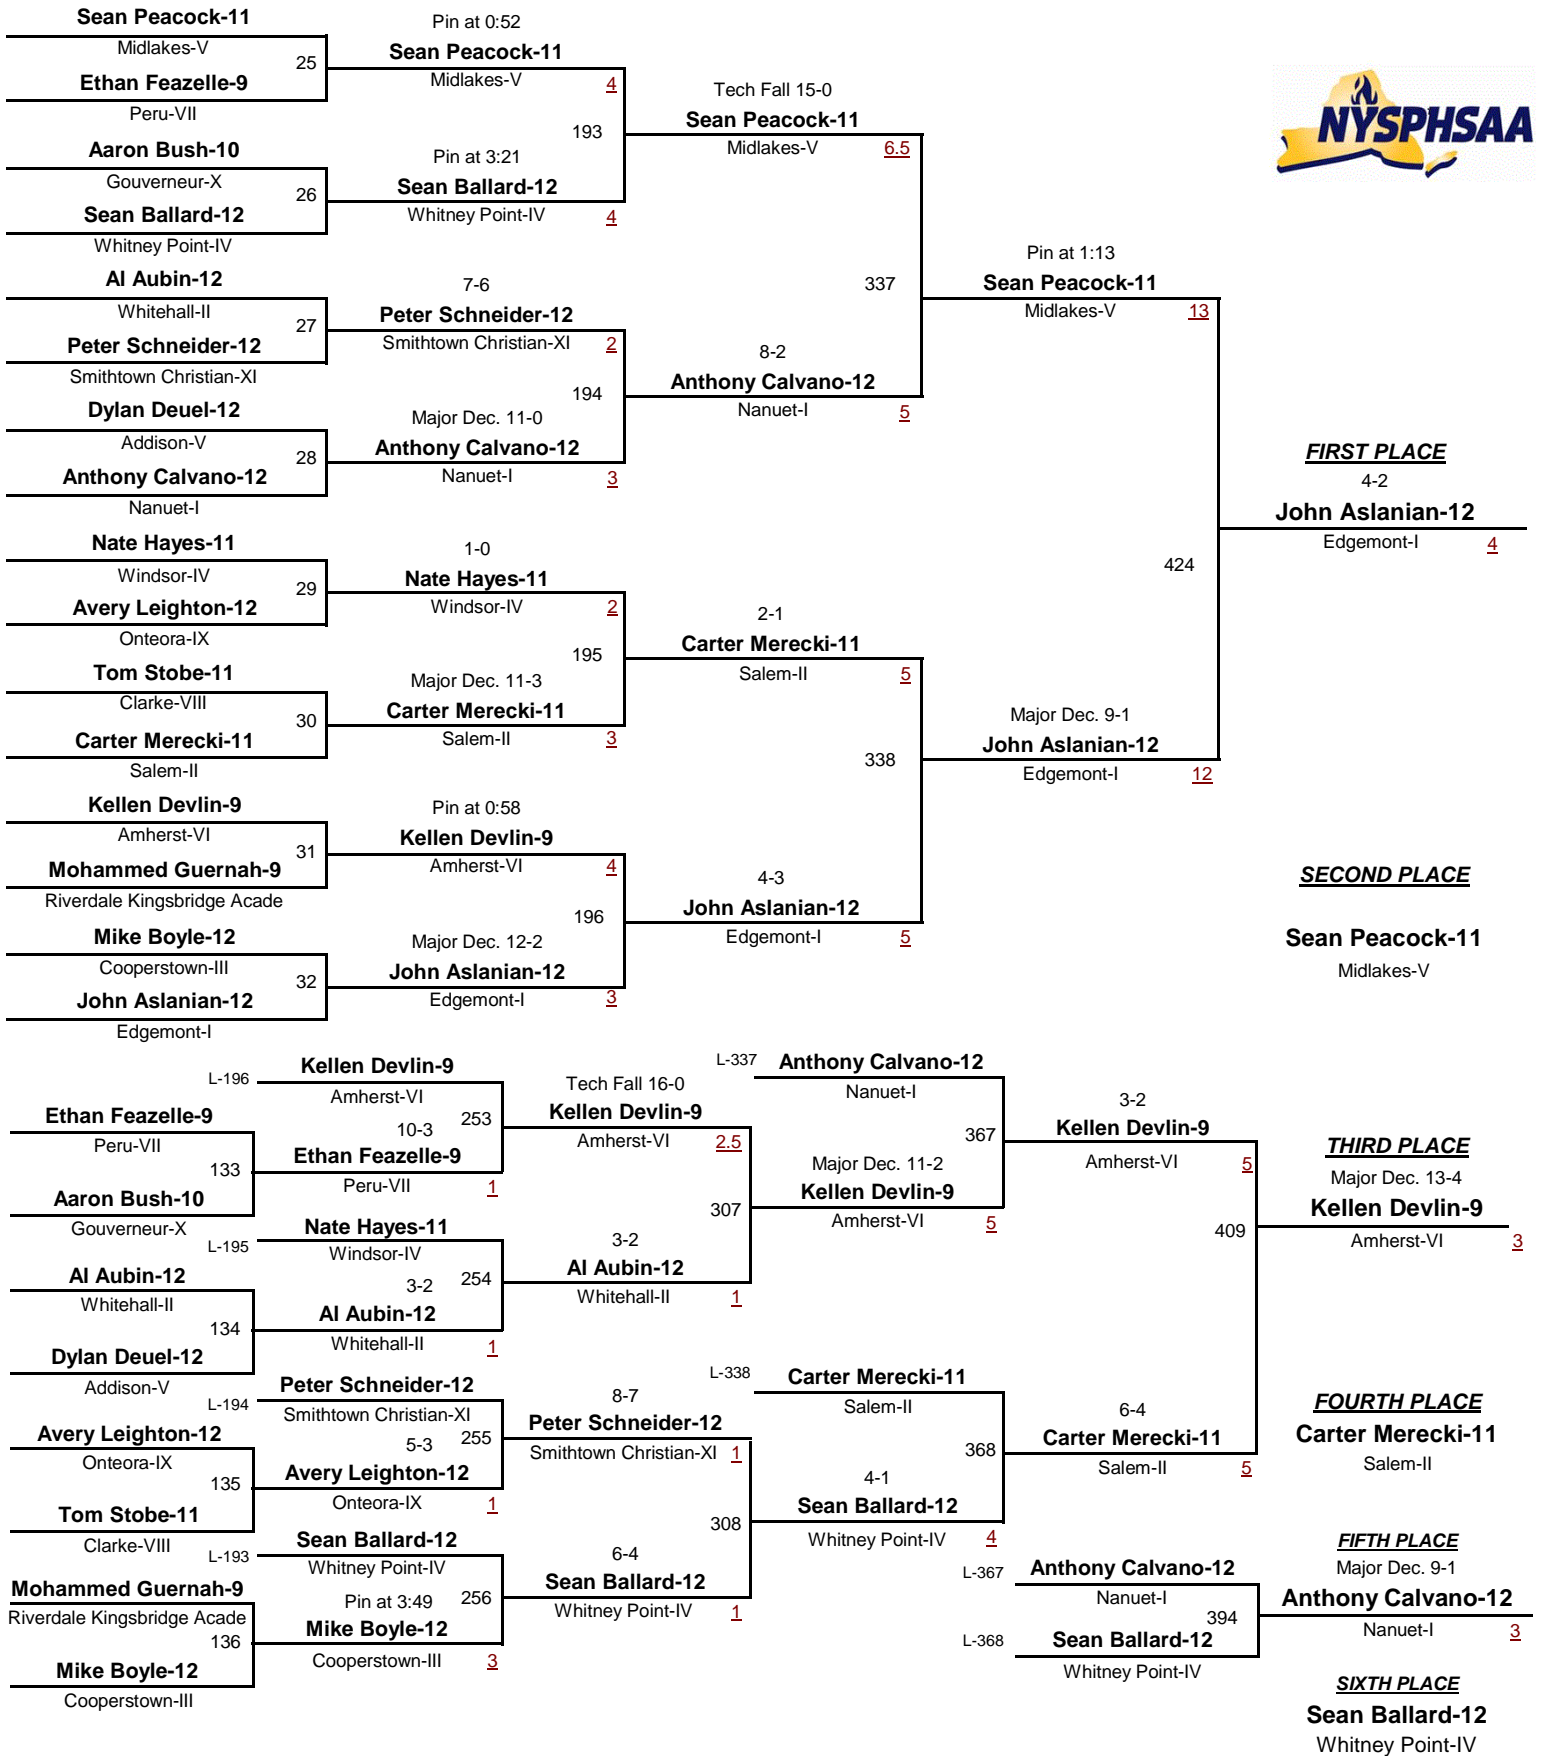 Sean Peacock-11
Midlakes-V
25
Ethan Feazelle-9
Peru-VII
Aaron Bush-10
Gouverneur-X
26
Sean Ballard-12
Whitney Point-IV
Al Aubin-12
Whitehall-II
27
Peter Schneider-12
Smithtown Christian-XI
Dylan Deuel-12
Addison-V
28
Anthony Calvano-12
Nanuet-I
Nate Hayes-11
Windsor-IV
29
Avery Leighton-12
Onteora-IX
Tom Stobe-11
Clarke-VIII
30
Carter Merecki-11
Salem-II
Kellen Devlin-9
Amherst-VI
31
Mohammed Guernah-9
Riverdale Kingsbridge Acade
Mike Boyle-12
Cooperstown-III
32
John Aslanian-12
Edgemont-I
Pin at 0:52
Sean Peacock-11
Midlakes-V
4
193
Pin at 3:21
Sean Ballard-12
Whitney Point-IV
4
7-6
Peter Schneider-12
Smithtown Christian-XI
2
194
Major Dec. 11-0
Anthony Calvano-12
Nanuet-I
3
1-0
Nate Hayes-11
Windsor-IV
2
195
Major Dec. 11-3
Carter Merecki-11
Salem-II
3
Pin at 0:58
Kellen Devlin-9
Amherst-VI
4
196
Major Dec. 12-2
John Aslanian-12
Edgemont-I
3
Tech Fall 15-0
Sean Peacock-11
Midlakes-V
6.5
337
8-2
Anthony Calvano-12
Nanuet-I
5
2-1
Carter Merecki-11
Salem-II
5
338
4-3
John Aslanian-12
Edgemont-I
5
Pin at 1:13
Sean Peacock-11
Midlakes-V
13
424
Major Dec. 9-1
John Aslanian-12
Edgemont-I
12
NYSPHSAA
FIRST PLACE
4-2
John Aslanian-12
Edgemont-I
4
SECOND PLACE
Sean Peacock-11
Midlakes-V
L-196
Kellen Devlin-9
Amherst-VI
Ethan Feazelle-9
Peru-VII
133
Aaron Bush-10
Gouverneur-X
10-3
253
Ethan Feazelle-9
Peru-VII
1
L-195
Nate Hayes-11
Windsor-IV
Al Aubin-12
Whitehall-II
134
Dylan Deuel-12
Addison-V
3-2
254
Al Aubin-12
Whitehall-II
1
L-194
Peter Schneider-12
Smithtown Christian-XI
Avery Leighton-12
Onteora-IX
135
Tom Stobe-11
Clarke-VIII
5-3
255
Avery Leighton-12
Onteora-IX
1
L-193
Sean Ballard-12
Whitney Point-IV
Mohammed Guernah-9
Riverdale Kingsbridge Acade
136
Mike Boyle-12
Cooperstown-III
Pin at 3:49
256
Mike Boyle-12
Cooperstown-III
3
Tech Fall 16-0
Kellen Devlin-9
Amherst-VI
2.5
307
3-2
Al Aubin-12
Whitehall-II
1
8-7
Peter Schneider-12
Smithtown Christian-XI
1
308
6-4
Sean Ballard-12
Whitney Point-IV
1
L-337
Anthony Calvano-12
Nanuet-I
367
Major Dec. 11-2
Kellen Devlin-9
Amherst-VI
5
L-338
Carter Merecki-11
Salem-II
368
4-1
Sean Ballard-12
Whitney Point-IV
4
3-2
Kellen Devlin-9
Amherst-VI
5
409
6-4
Carter Merecki-11
Salem-II
5
THIRD PLACE
Major Dec. 13-4
Kellen Devlin-9
Amherst-VI
3
FOURTH PLACE
Carter Merecki-11
Salem-II
L-367
Anthony Calvano-12
Nanuet-I
394
L-368
Sean Ballard-12
Whitney Point-IV
FIFTH PLACE
Major Dec. 9-1
Anthony Calvano-12
Nanuet-I
3
SIXTH PLACE
Sean Ballard-12
Whitney Point-IV